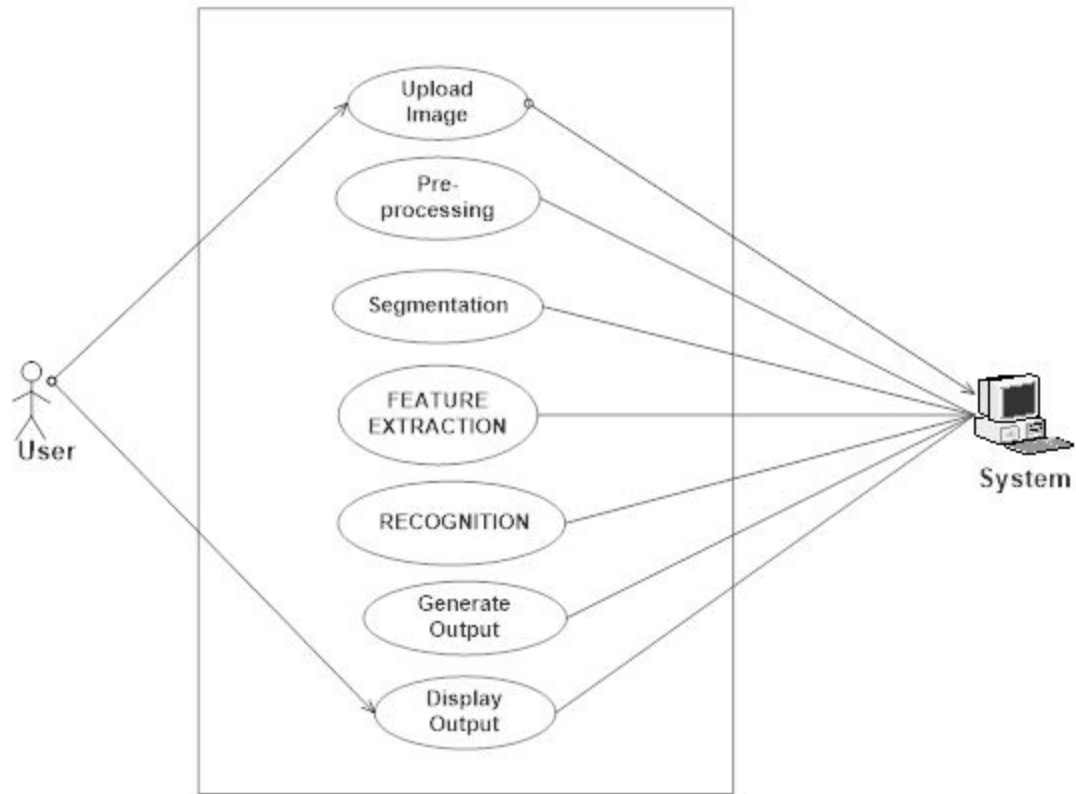 Upload
Image
Pre-
processing
Segmentation
FEATURE
EXTRACTION
User
System
RECOGNITION
Generate
Output
Display
Output